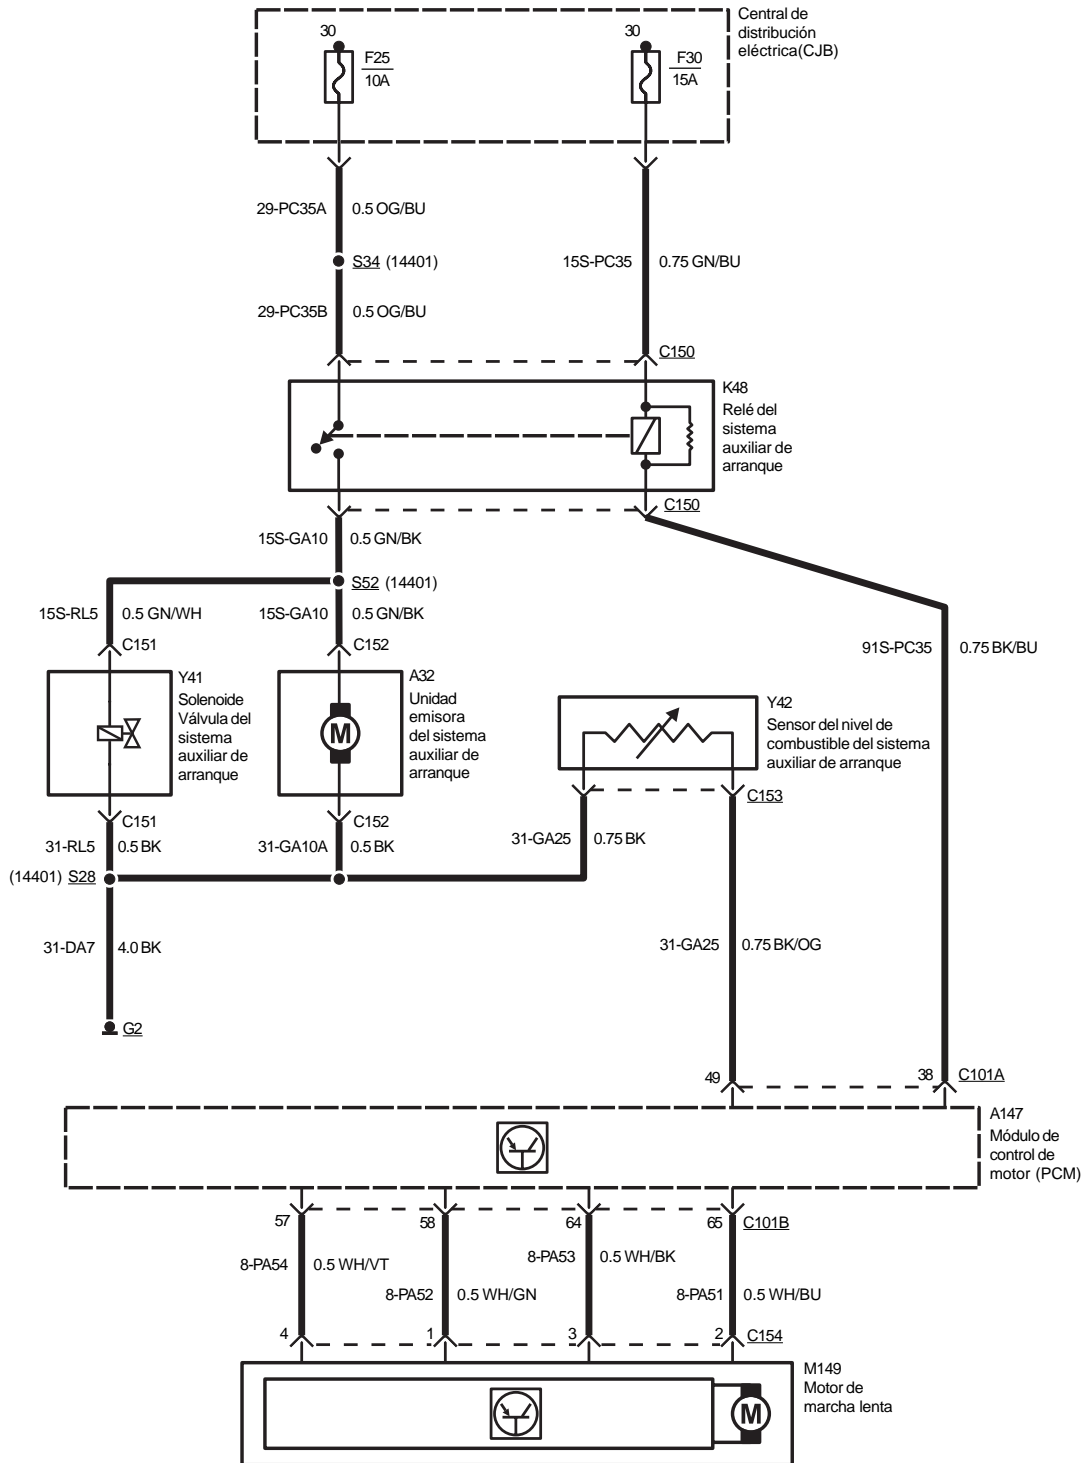 Central de
distribución
eléctrica(CJB)
30
30
F25
10A
F30
15A
29-PC35A
0.5 OG/BU
S34 (14401)
15S-PC35
0.75 GN/BU
29-PC35B
0.5 OG/BU
C150
K48
Relé del
sistema
auxiliar de
arranque
C150
15S-GA10
0.5 GN/BK
S52 (14401)
15S-RL5
0.5 GN/WH
15S-GA10
0.5 GN/BK
C151
C152
91S-PC35
0.75 BK/BU
Y41
Solenoide
Válvula del
sistema
auxiliar de
arranque
A32
Unidad
emisora
del sistema
auxiliar de
arranque
M
Y42
Sensor del nivel de
combustible del sistema
auxiliar de arranque
C151
C152
C153
31-RL5
0.5 BK
31-GA10A
0.5 BK
31-GA25
0.75 BK
(14401) S28
31-DA7
4.0 BK
31-GA25
0.75 BK/OG
G2
49
38
C101A
A147
Módulo de
control de
motor (PCM)
57
58
64
65
C101B
8-PA54
0.5 WH/VT
8-PA53
0.5 WH/BK
8-PA52
0.5 WH/GN
8-PA51
0.5 WH/BU
4
1
3
2
C154
M149
Motor de
marcha lenta
M